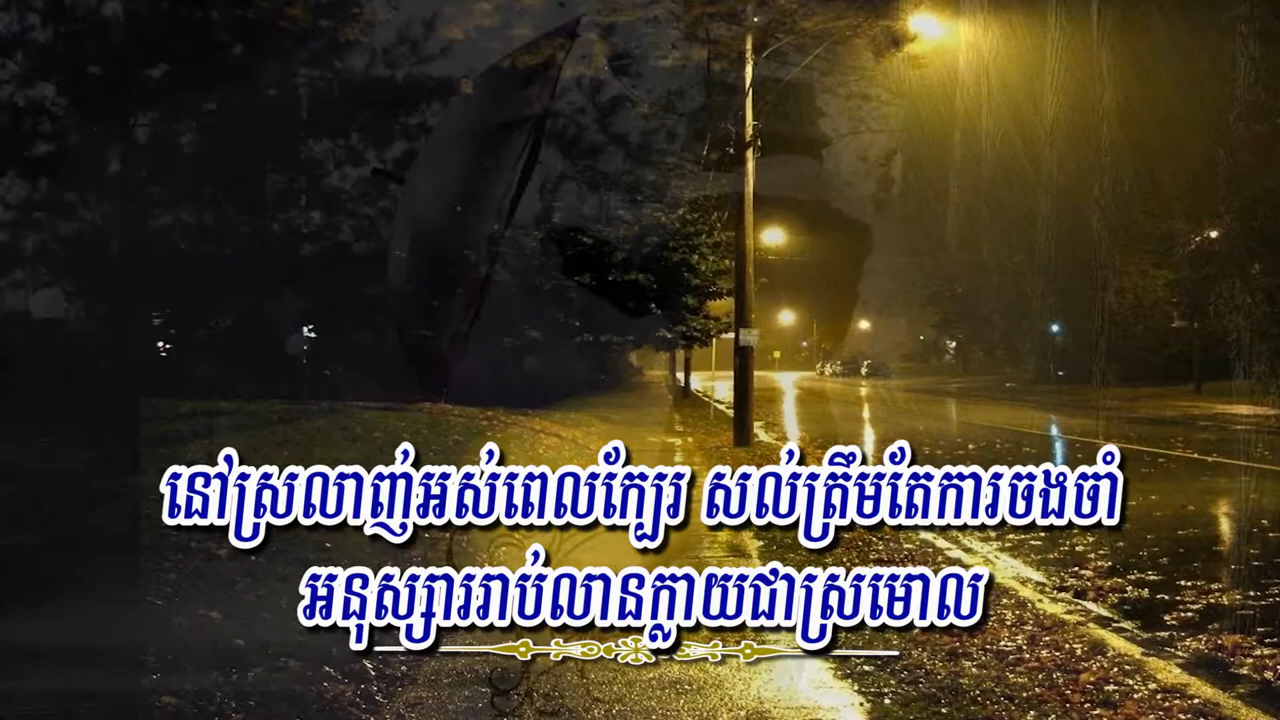 នៅស្រលាញ់អស់ពេលក្បែរ សល់ត្រឹមតែការចងចាំ
អនុស្សាររាប់លានក្លាយជាស្រមោល